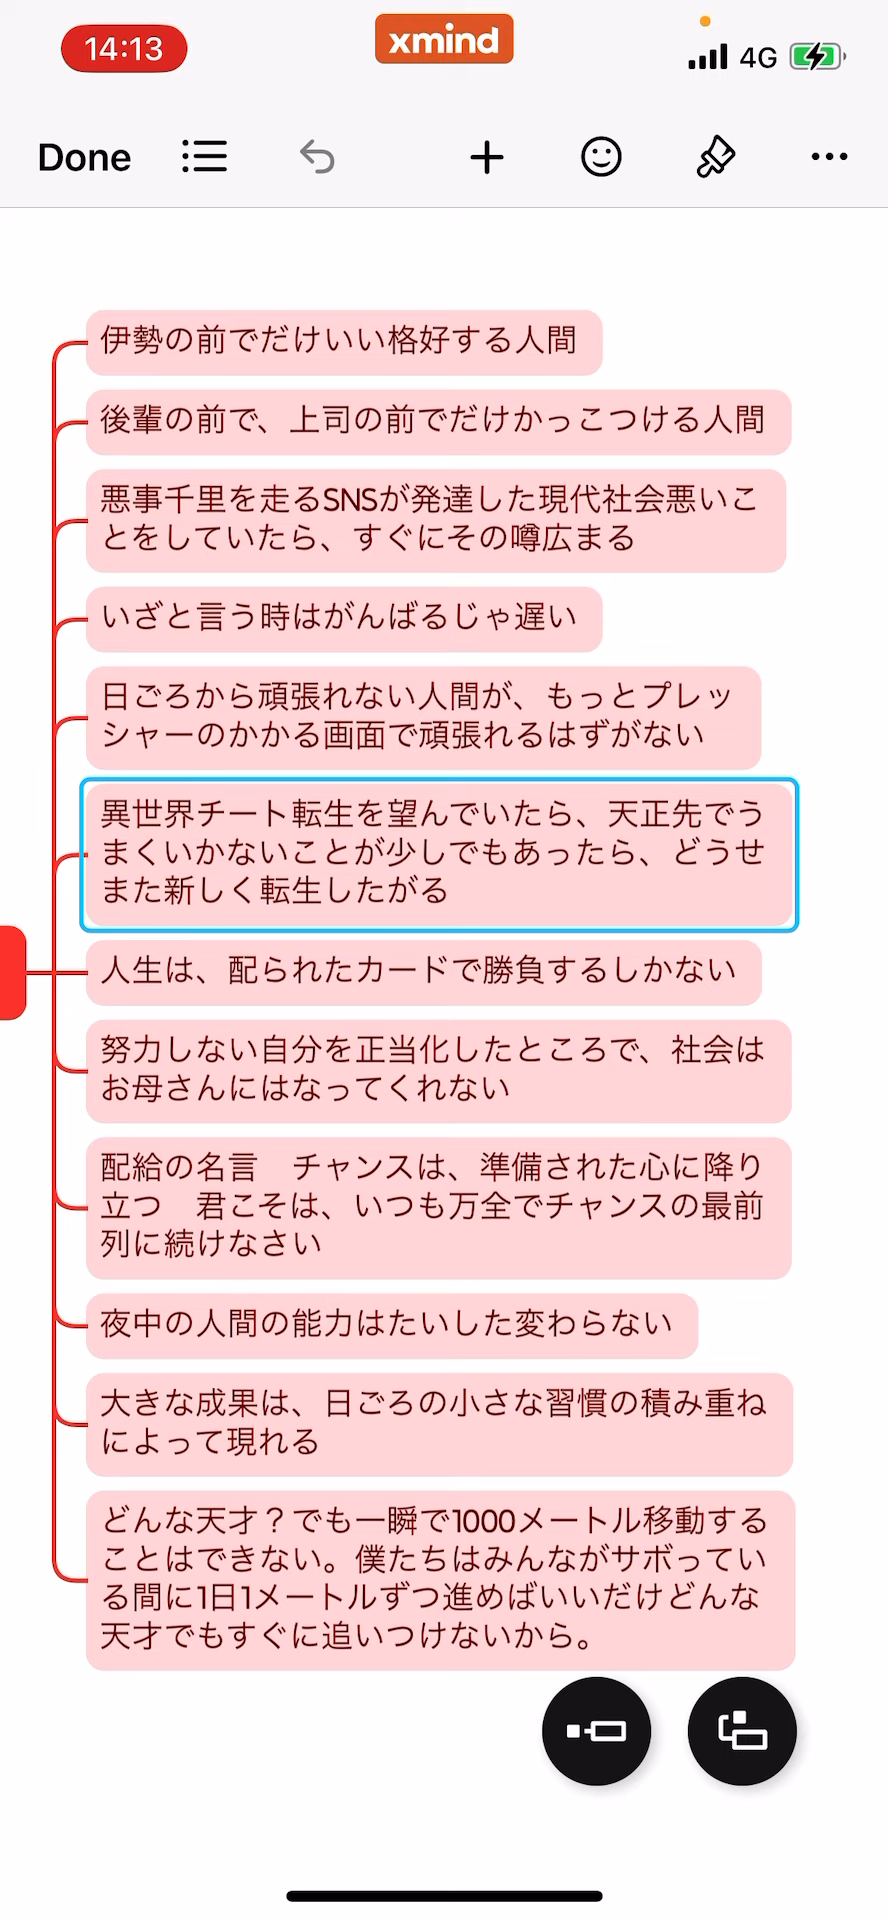 14:13
xmind
4G
Done
伊勢の前でだけいい格好する人間
後輩の前で、上司の前でだけかっこつける人間
悪事千里を走るSNSが発達した現代社会悪いこ
とをしていたら、すぐにその噂広まる
いざと言う時はがんばるじゃ遅い
日ごろから頑張れない人間が、もっとプレッ
シャーのかかる画面で頑張れるはずがない
異世界チート転生を望んでいたら、天正先でう
まくいかないことが少しでもあったら、どうせ
また新しく転生したがる
人生は、配られたカードで勝負するしかない
努力しない自分を正当化したところで、社会は
お母さんにはなってくれない
配給の名言　チャンスは、準備された心に降り
立つ　君こそは、いつも万全でチャンスの最前
列に続けなさい
夜中の人間の能力はたいした変わらない
大きな成果は、日ごろの小さな習慣の積み重ね
によって現れる
どんな天才？でも一瞬で1000メートル移動する
ことはできない。僕たちはみんながサボってい
る間に1日1メートルずつ進めばいいだけどんな
天才でもすぐに追いつけないから。